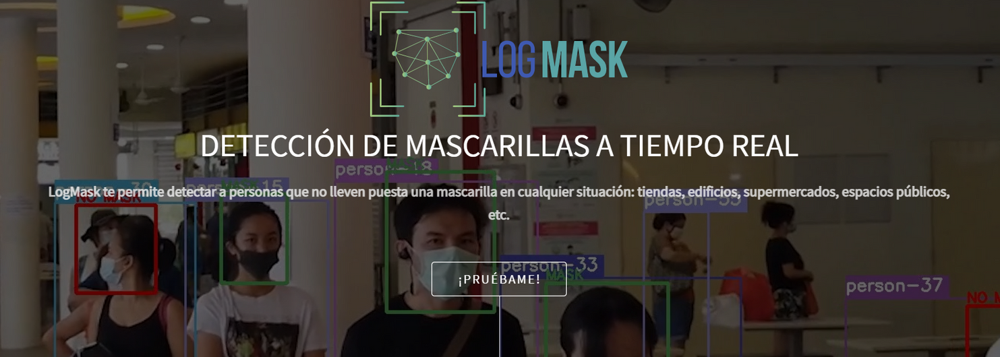 LOG MASK
DETECCIÓN DE MASCARILLAS A TIEMPO REAL
person-18
LogMask te permite detectar a personas que no lleven puesta una mascarilla en cualquier situación: tiendas, edificios, supermercados, espacios públicos,
etc.
person-30
person-15
NO MASK
person-33
MASK
¡PRUÉBAME!
person-37
NO M